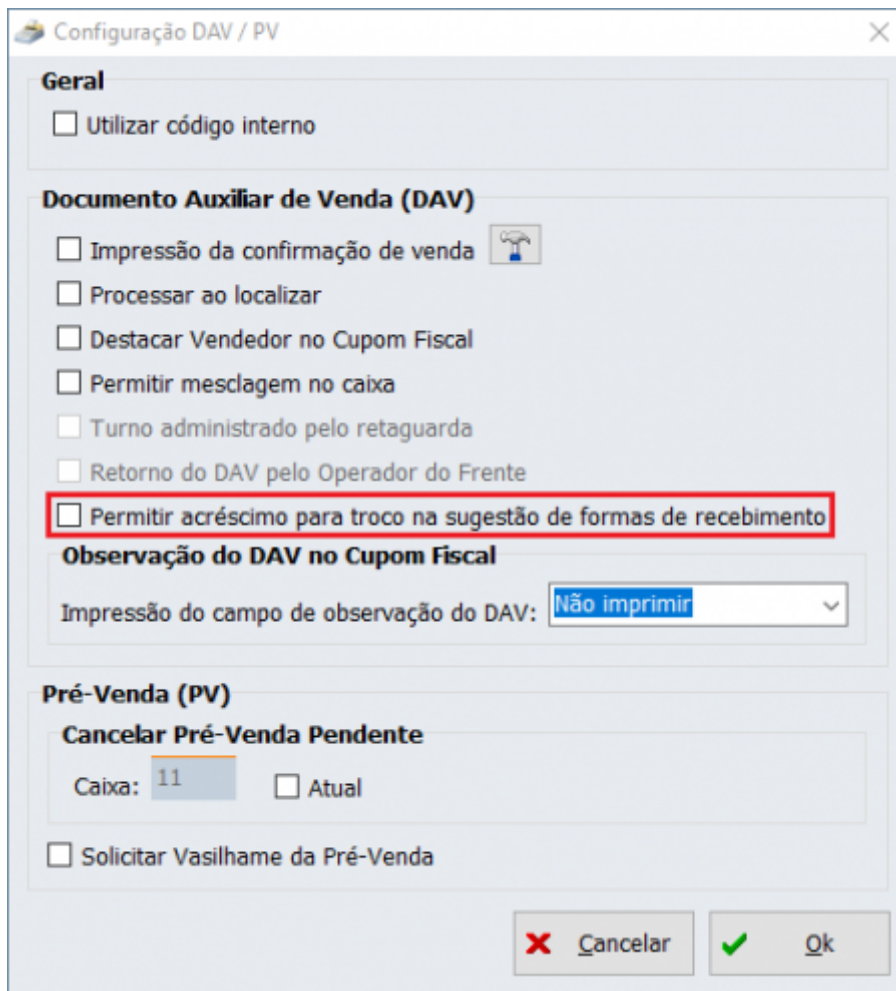 Configuração DAV / PV
Geral
Utilizar código interno
Documento Auxiliar de Venda (DAV)
Impressão da confirmação de venda
Processar ao localizar
Destacar Vendedor no Cupom Fiscal
Permitir mesclagem no caixa
Turno administrado pelo retaguarda
Retorno do DAV pelo Operador do Frente
Permitir acréscimo para troco na sugestão de formas de recebimento
Observação do DAV no Cupom Fiscal
Impressão do campo de observação do DAV: Não imprimir
Pré-Venda (PV)
Cancelar Pré-Venda Pendente
Caixa: 11 Atual
Solicitar Vasilhame da Pré-Venda
Cancelar Ok